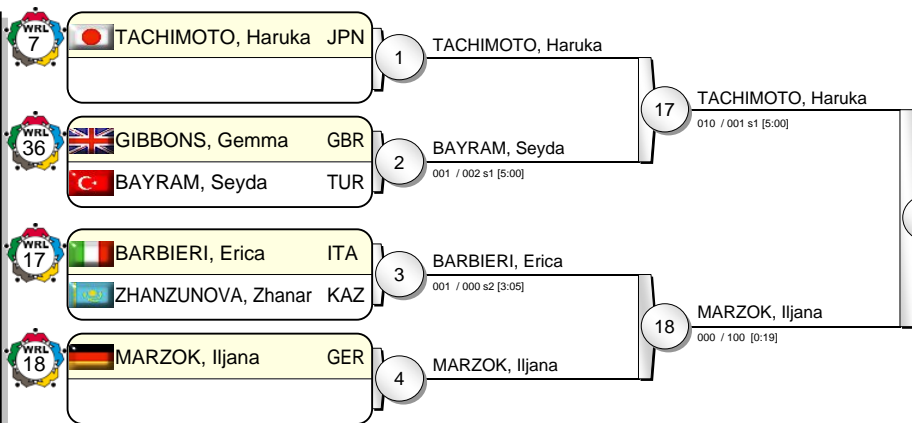 WRL
7
TACHIMOTO, Haruka JPN
1
TACHIMOTO, Haruka
17
TACHIMOTO, Haruka
010 / 001 s1 [5:00]
WRL
36
GIBBONS, Gemma GBR
BAYRAM, Seyda TUR
2
BAYRAM, Seyda
001 / 002 s1 [5:00]
WRL
17
BARBIERI, Erica ITA
ZHANZUNOVA, Zhanar KAZ
3
BARBIERI, Erica
001 / 000 s2 [3:05]
18
MARZOK, Iljana
000 / 100 [0:19]
WRL
18
MARZOK, Iljana GER
4
MARZOK, Iljana